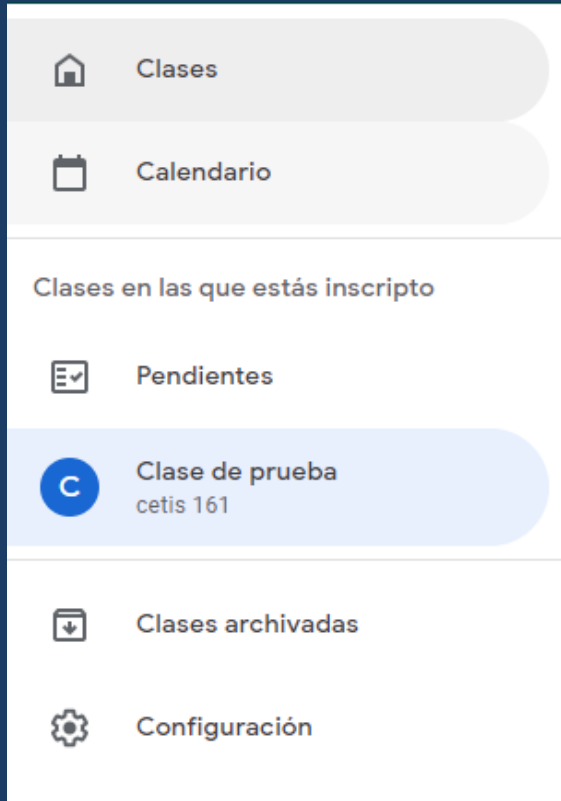 Clases
Calendario
Clases en las que estás inscripto
Pendientes
C
Clase de prueba
cetis 161
Clases archivadas
Configuración